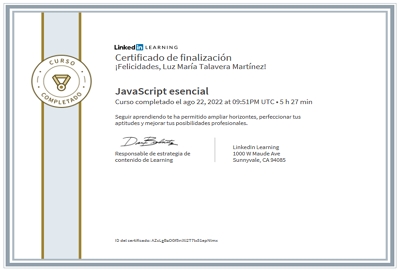 LinkedIn LEARNING
Certificado de finalización
¡Felicidades, Luz María Talavera Martínez!
CURSO
COMPLETADO
JavaScript esencial
Curso completado el ago 22, 2022 at 09:51PM UTC • 5 h 27 min
Seguir aprendiendo te ha permitido ampliar horizontes, perfeccionar tus
aptitudes y mejorar tus posibilidades profesionales.
Responsable de estrategia de
contenido de Learning
LinkedIn Learning
1000 W Maude Ave
Sunnyvale, CA 94085
ID del certificado: